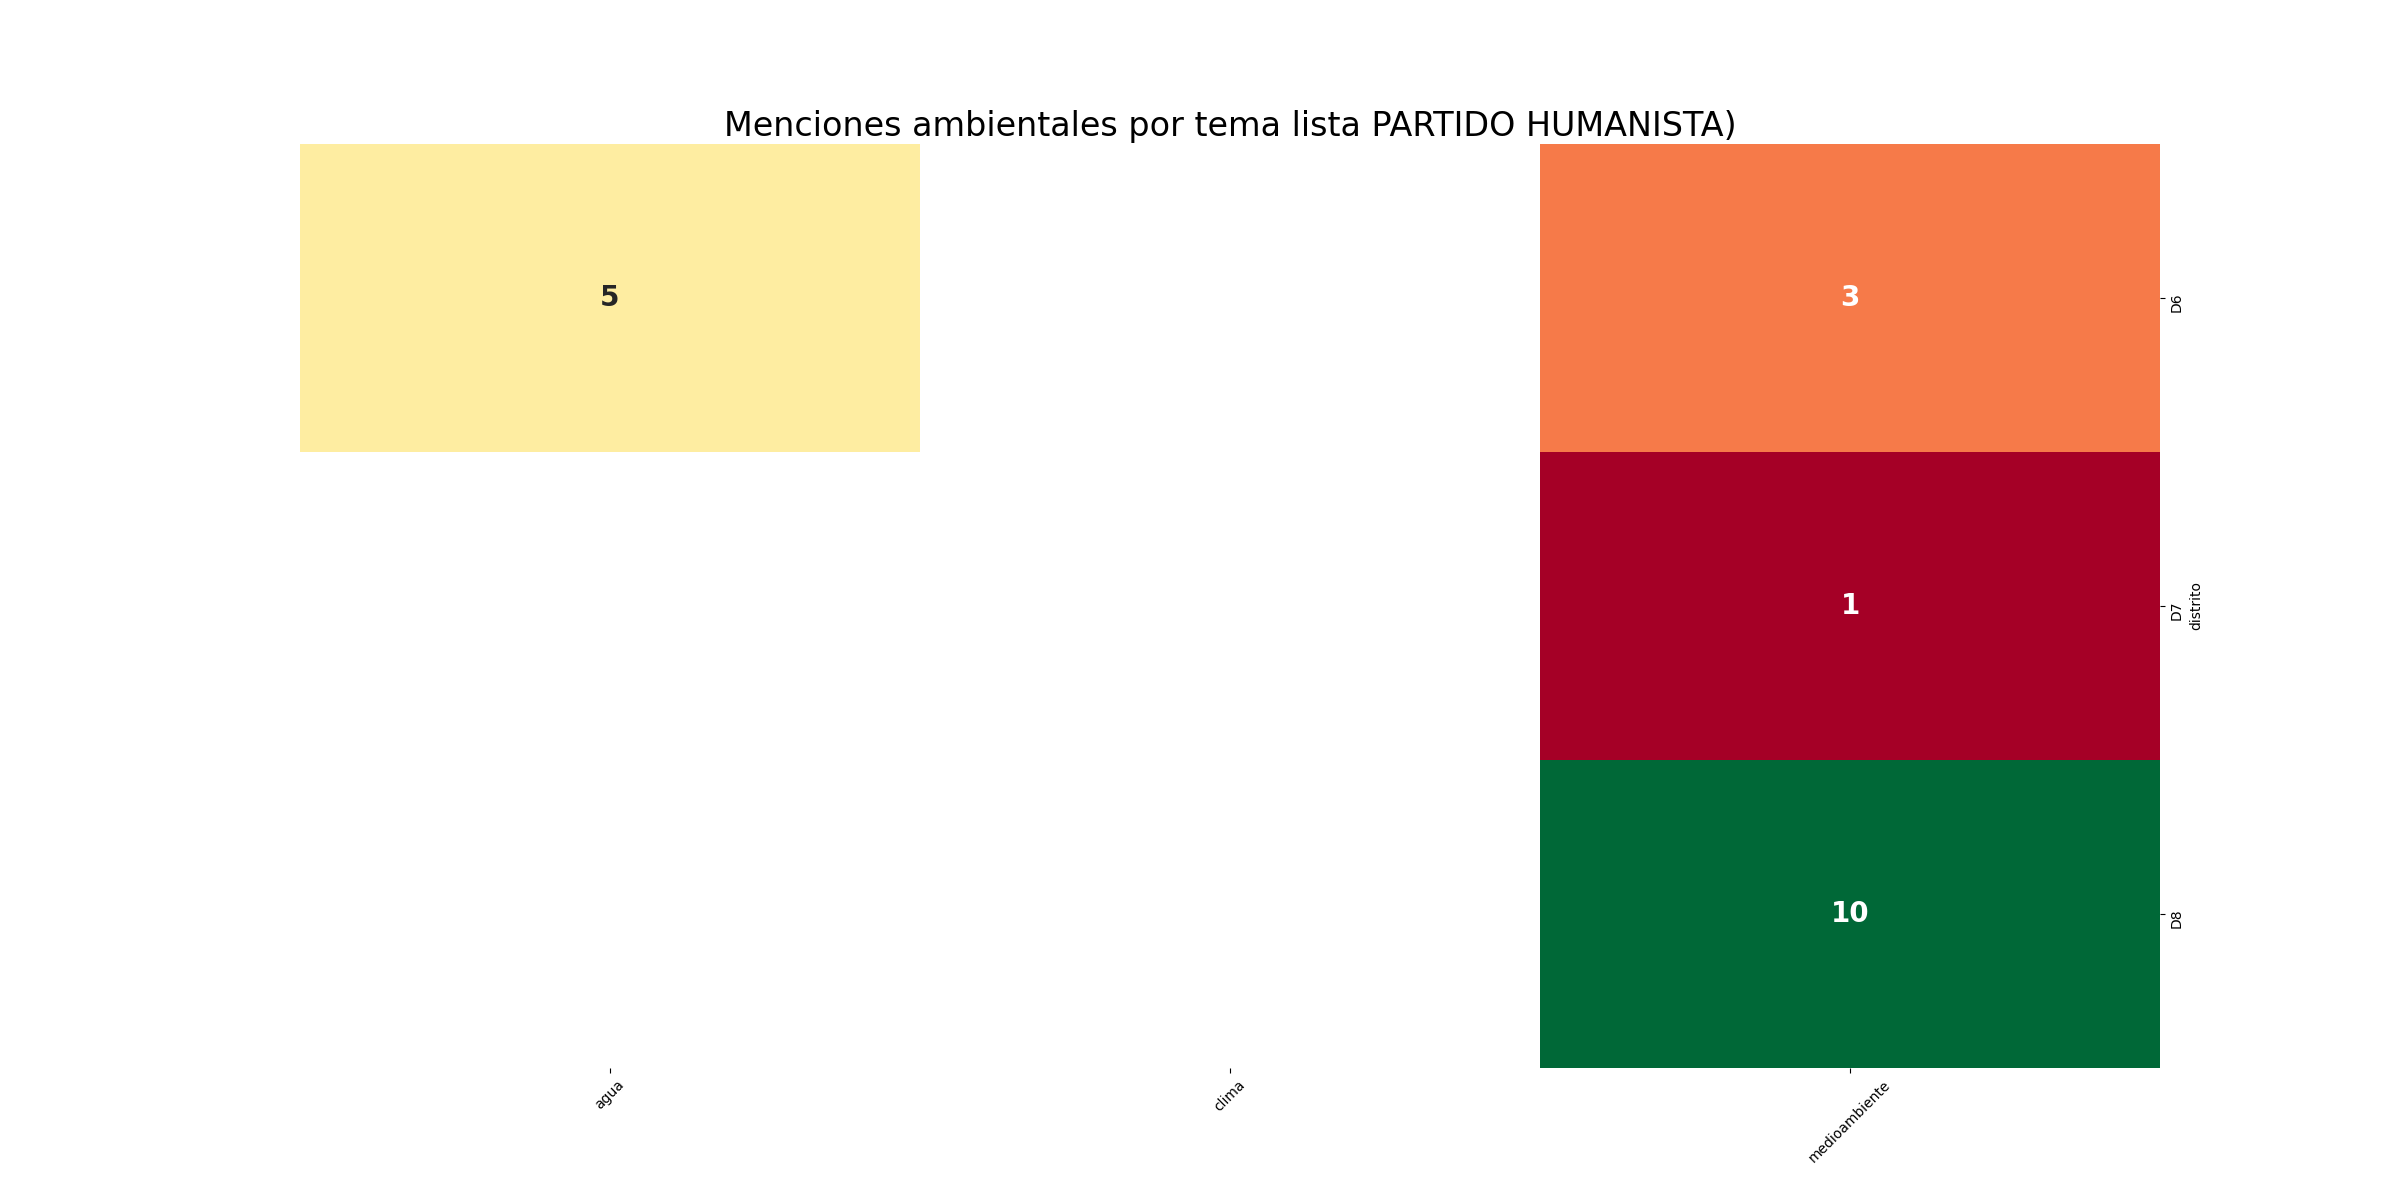 Menciones ambientales por tema lista PARTIDO HUMANISTA)
5
3
D6
1
D7
distrito
10
D8
agua
clima
medioambiente